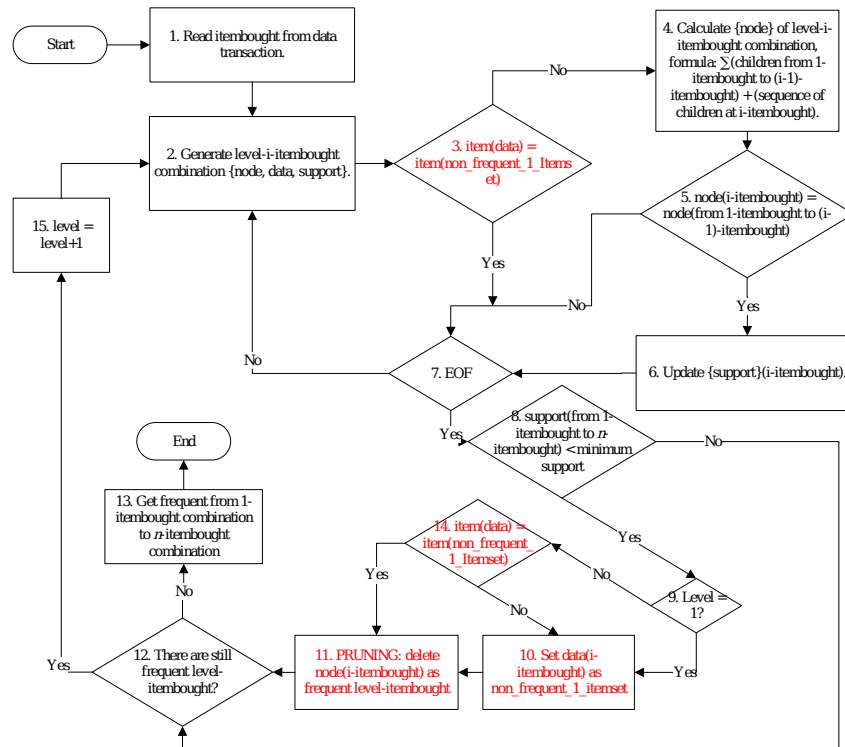 Start
1. Read itembought from data
transaction.
2. Generate level-i-itembought
combination {node, data, support}.
3. item(data) =
item(non_frequent_1_Items
et)
No
4. Calculate {node} of level-i-
itembought combination,
formula: ∑(children from 1-
itembought to (i-1)-
itembought) + (sequence of
children at i-itembought).
5. node(i-itembought) =
node(from 1-itembought to (i-
1)-itembought)
15. level =
level+1
Yes
No
Yes
No
7. EOF
6. Update {support}(i-itembought).
Yes
8. support(from 1-
itembought to n-
itembought) < minimum
support
No
End
13. Get frequent from 1-
itembought combination
to n-itembought
combination
14. item(data) =
item(non_frequent_
1_Itemset)
Yes
No
9. Level =
1?
Yes
No
No
12. There are still
frequent level-
itembought?
Yes
11. PRUNING: delete
node(i-itembought) as
frequent level-itembought
10. Set data(i-
itembought) as
non_frequent_1_itemset
Yes